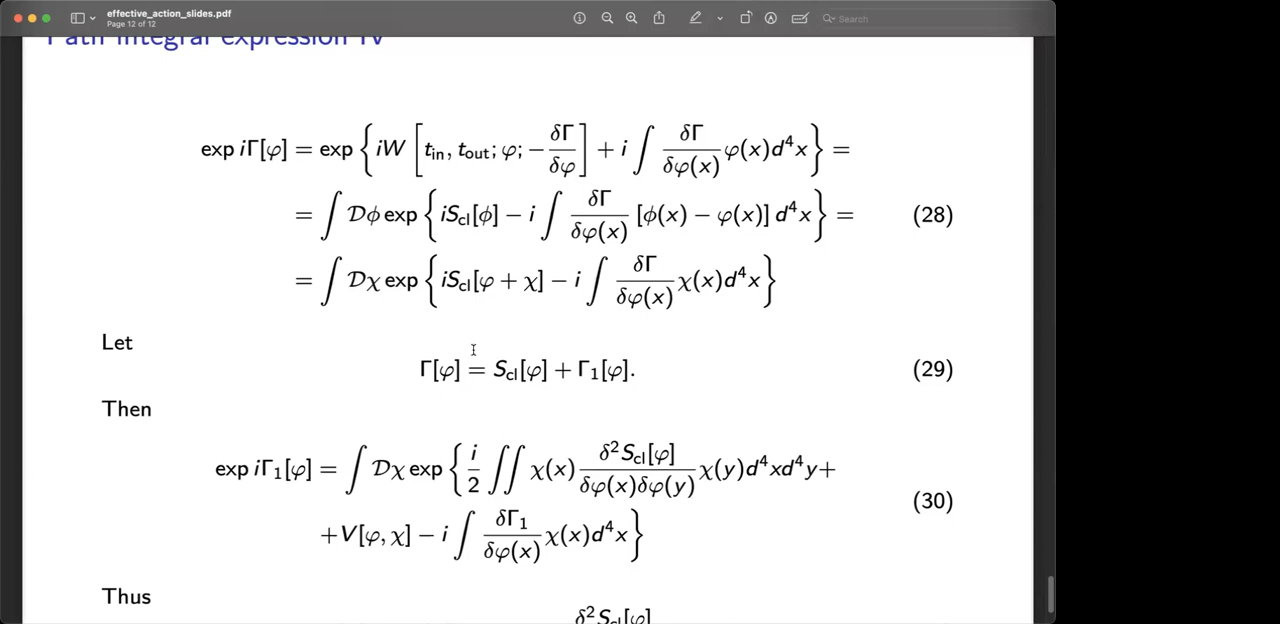 effective_action_slides.pdf
Page 12 of 12
Search
Path integral expression IV
exp iΓ[φ] = exp { iW [ t_in, t_out; φ; − δΓ/δφ ] + i ∫ δΓ/δφ(x) φ(x)d⁴x } =
= ∫ 𝒟ϕ exp { iS_cl[ϕ] − i ∫ δΓ/δφ(x) [ϕ(x) − φ(x)] d⁴x } = (28)
= ∫ 𝒟χ exp { iS_cl[φ + χ] − i ∫ δΓ/δφ(x) χ(x)d⁴x }
Let
Γ[φ] = S_cl[φ] + Γ₁[φ]. (29)
Then
exp iΓ₁[φ] = ∫ 𝒟χ exp { i/2 ∬ χ(x) δ²S_cl[φ]/δφ(x)δφ(y) χ(y)d⁴xd⁴y+
+V[φ, χ] − i ∫ δΓ₁/δφ(x) χ(x)d⁴x } (30)
Thus
δ²S_cl[φ]